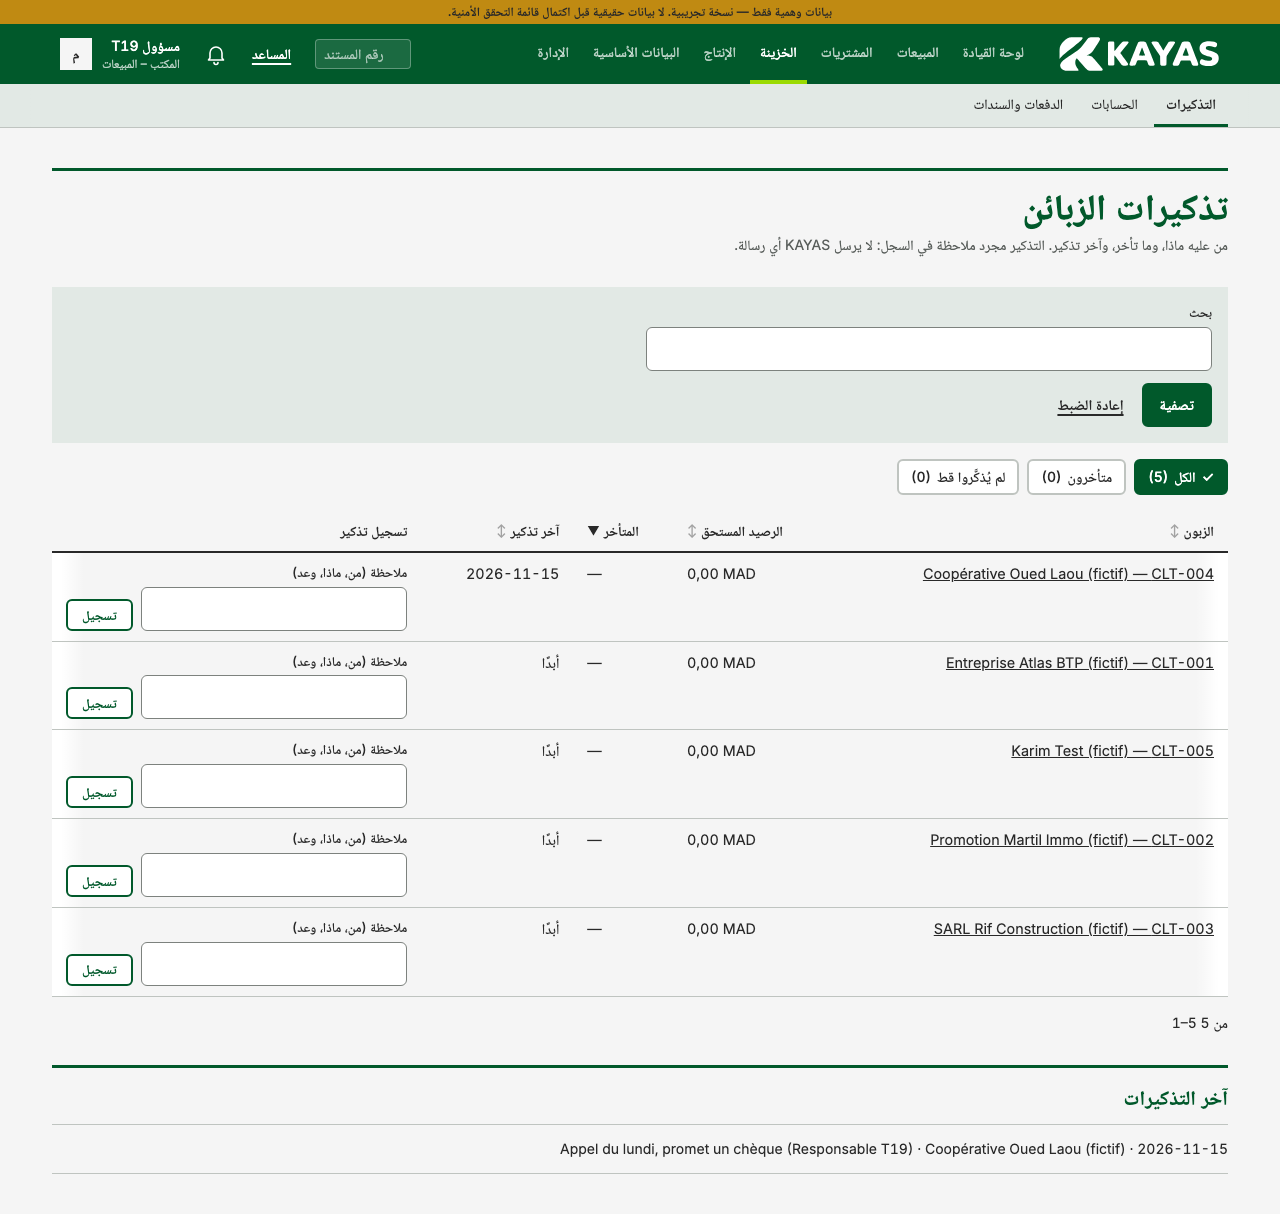 بيانات وهمية فقط — نسخة تجريبية. لا بيانات حقيقية قبل اكتمال قائمة التحقق الأمنية.
KAYAS لوحة القيادة المبيعات المشتريات الخزينة الإنتاج البيانات الأساسية الإدارة رقم المستند المساعد مسؤول T19 م
المكتب – المبيعات
التذكيرات الحسابات الدفعات والسندات
تذكيرات الزبائن
من عليه ماذا، وما تأخر، وآخر تذكير. التذكير مجرد ملاحظة في السجل: لا يرسل KAYAS أي رسالة.
بحث
تصفية إعادة الضبط
✓ الكل (5) متأخرون (0) لم يُذكَّروا قط (0)
الزبون ↕ الرصيد المستحق ↕ المتأخر ▼ آخر تذكير ↕ تسجيل تذكير
Coopérative Oued Laou (fictif) — CLT-004 0,00 MAD — 2026-11-15 ملاحظة (من، ماذا، وعد)
تسجيل
Entreprise Atlas BTP (fictif) — CLT-001 0,00 MAD — أبدًا ملاحظة (من، ماذا، وعد)
تسجيل
Karim Test (fictif) — CLT-005 0,00 MAD — أبدًا ملاحظة (من، ماذا، وعد)
تسجيل
Promotion Martil Immo (fictif) — CLT-002 0,00 MAD — أبدًا ملاحظة (من، ماذا، وعد)
تسجيل
SARL Rif Construction (fictif) — CLT-003 0,00 MAD — أبدًا ملاحظة (من، ماذا، وعد)
تسجيل
1–5 من 5
آخر التذكيرات
2026-11-15 · Coopérative Oued Laou (fictif) · Appel du lundi, promet un chèque (Responsable T19)